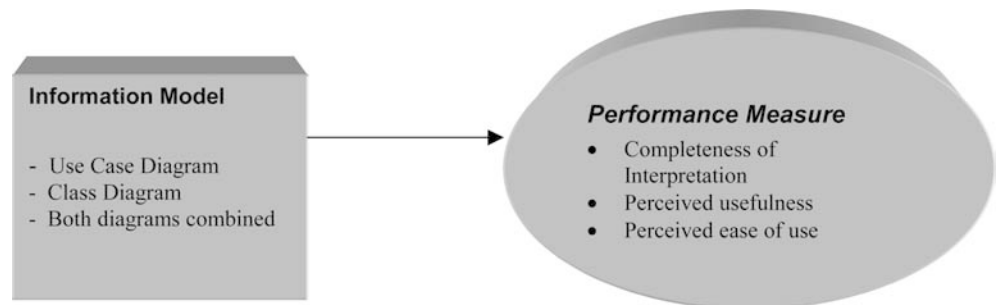 Information Model
- Use Case Diagram
- Class Diagram
- Both diagrams combined
Performance Measure
• Completeness of
Interpretation
• Perceived usefulness
• Perceived ease of use